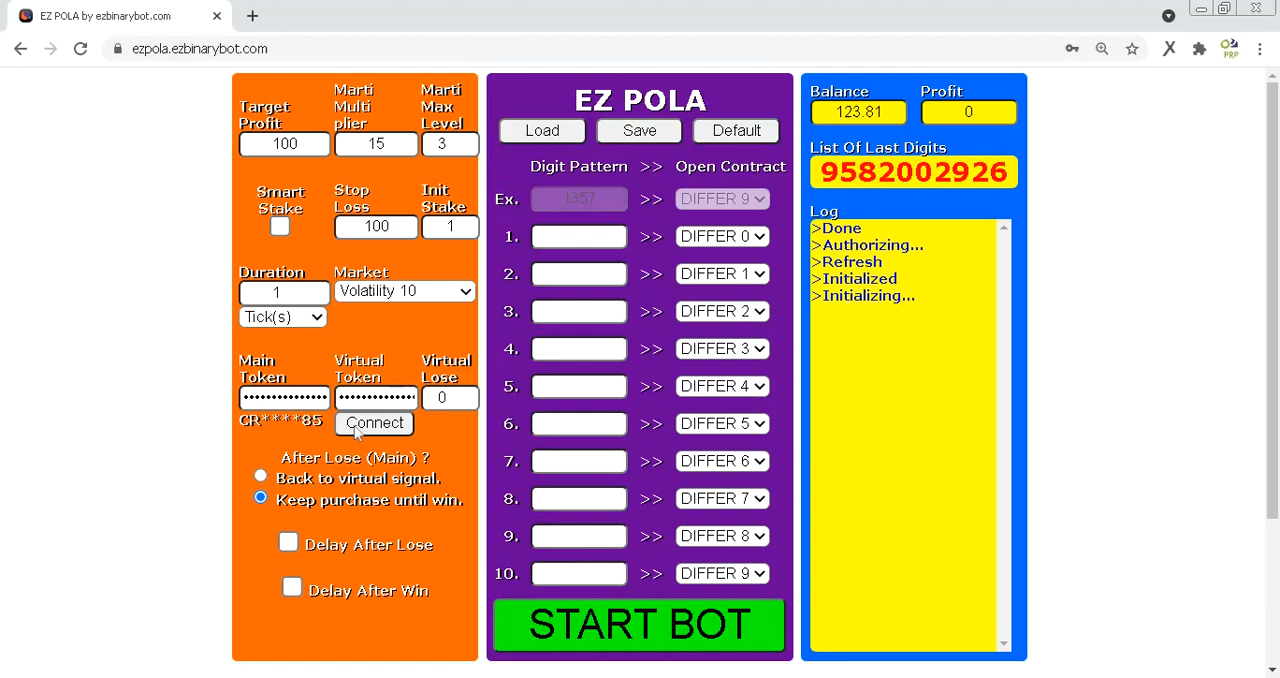 EZ POLA by ezbinarybot.com
ezpola.ezbinarybot.com
X
PRP
Target Profit
100
Marti Multi plier
15
Marti Max Level
3
Smart Stake
Stop Loss
100
Init Stake
1
Duration
1
Tick(s)
Market
Volatility 10
Main Token
Virtual Token
Virtual Lose
0
CR****85
Connect
After Lose (Main) ?
Back to virtual signal.
Keep purchase until win.
Delay After Lose
Delay After Win
EZ POLA
Load Save Default
Digit Pattern >> Open Contract
Ex. 1357 >> DIFFER 9
1. >> DIFFER 0
2. >> DIFFER 1
3. >> DIFFER 2
4. >> DIFFER 3
5. >> DIFFER 4
6. >> DIFFER 5
7. >> DIFFER 6
8. >> DIFFER 7
9. >> DIFFER 8
10. >> DIFFER 9
START BOT
Balance Profit
123.81 0
List Of Last Digits
9582002926
Log
>Done
>Authorizing...
>Refresh
>Initialized
>Initializing...